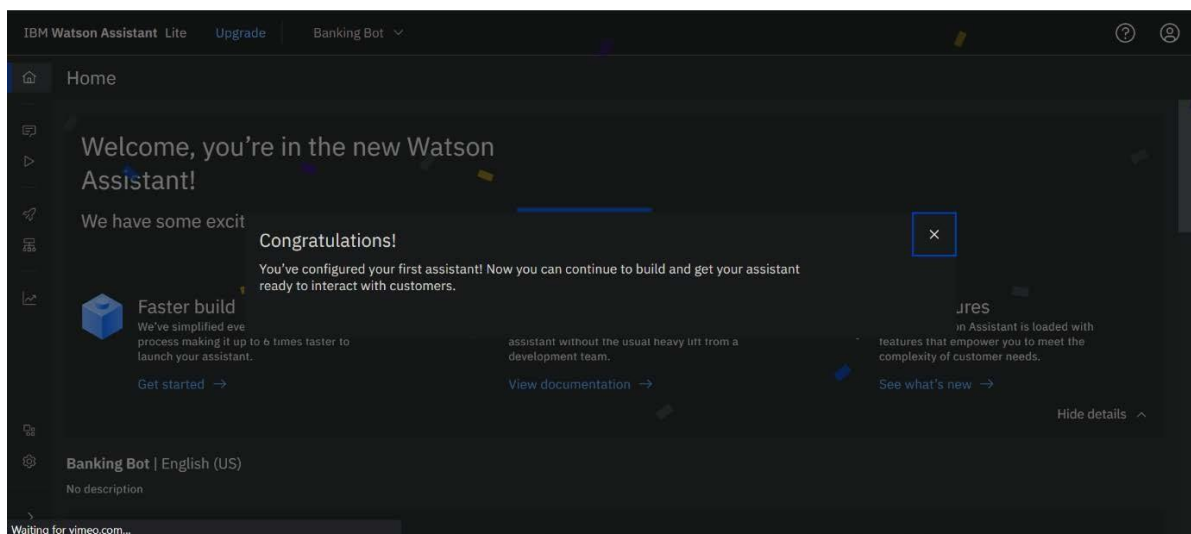 IBM Watson Assistant Lite Upgrade Banking Bot
Home
Welcome, you're in the new Watson
Assistant!
We have some excit
Congratulations!
You've configured your first assistant! Now you can continue to build and get your assistant
ready to interact with customers.
Faster build
We've simplified eve
process making it up to 6 times faster to
launch your assistant.
Get started →
assistant without the usual heavy lift from a
development team.
View documentation →
ures
n Assistant is loaded with
features that empower you to meet the
complexity of customer needs.
See what's new →
Hide details
Banking Bot | English (US)
No description
Waiting for vimeo.com...